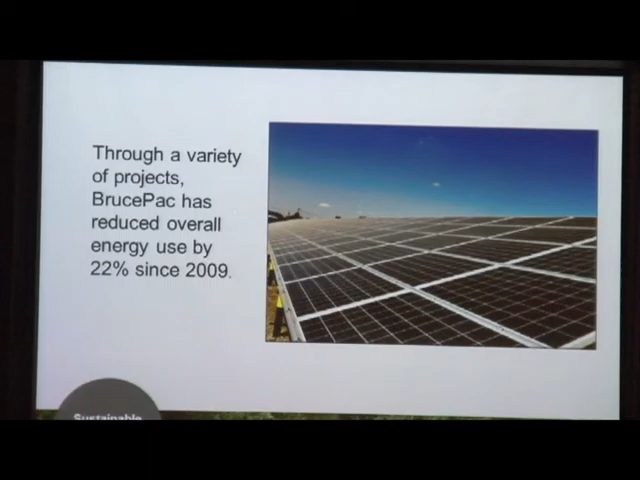 Through a variety
of projects,
BrucePac has
reduced overall
energy use by
22% since 2009.
Sustainable